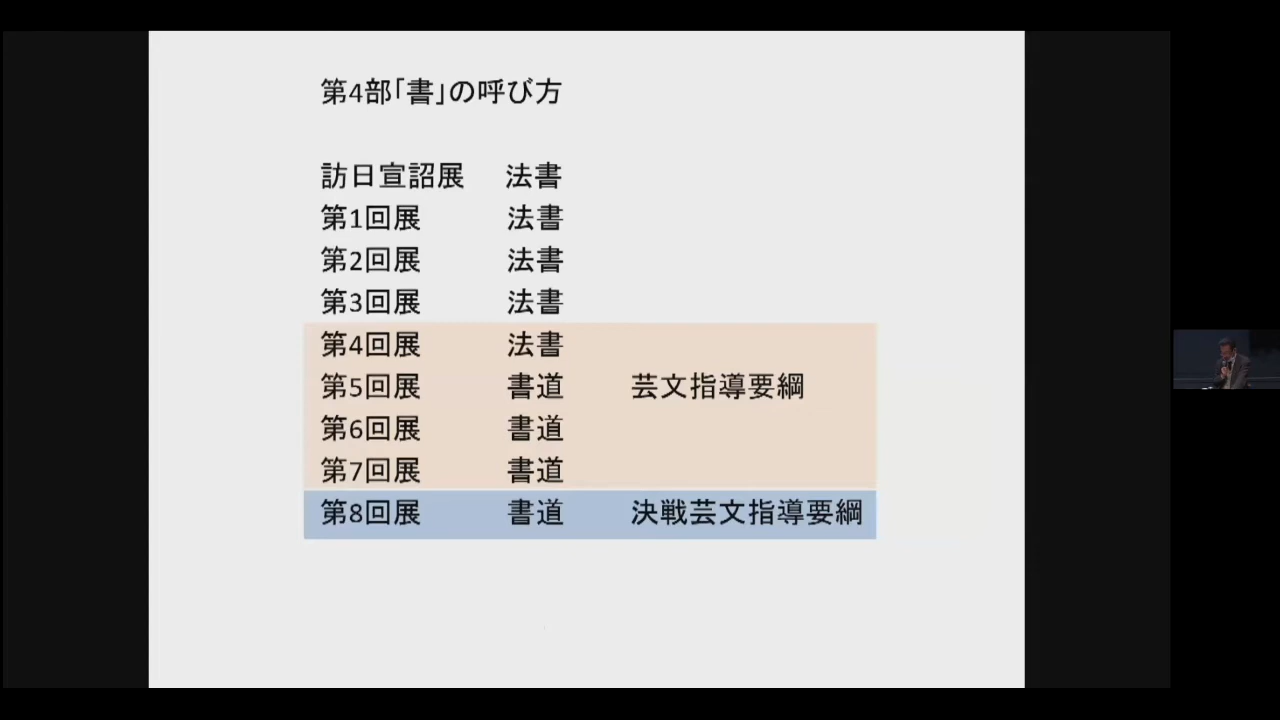 第4部「書」の呼び方
訪日宣詔展 法書
第1回展 法書
第2回展 法書
第3回展 法書
第4回展 法書
第5回展 書道 芸文指導要綱
第6回展 書道
第7回展 書道
第8回展 書道 決戦芸文指導要綱